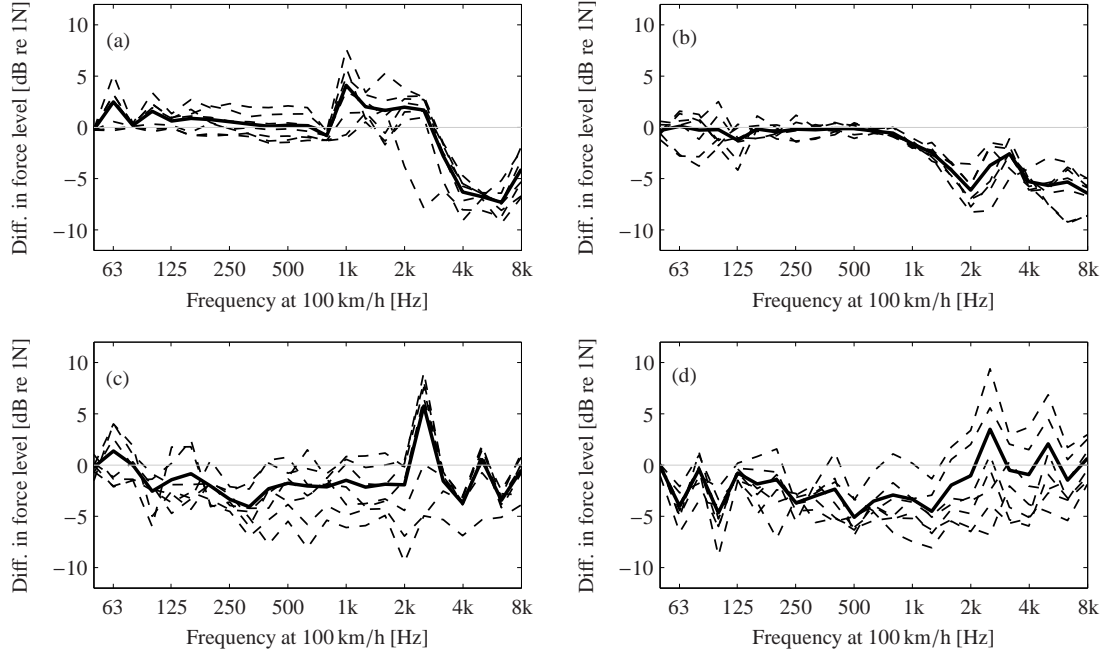 Diff. in force level [dB re 1N]
(a)
10
5
0
−5
−10
63 125 250 500 1k 2k 4k 8k
Frequency at 100 km/h [Hz]
Diff. in force level [dB re 1N]
(b)
10
5
0
−5
−10
63 125 250 500 1k 2k 4k 8k
Frequency at 100 km/h [Hz]
Diff. in force level [dB re 1N]
(c)
10
5
0
−5
−10
63 125 250 500 1k 2k 4k 8k
Frequency at 100 km/h [Hz]
Diff. in force level [dB re 1N]
(d)
10
5
0
−5
−10
63 125 250 500 1k 2k 4k 8k
Frequency at 100 km/h [Hz]